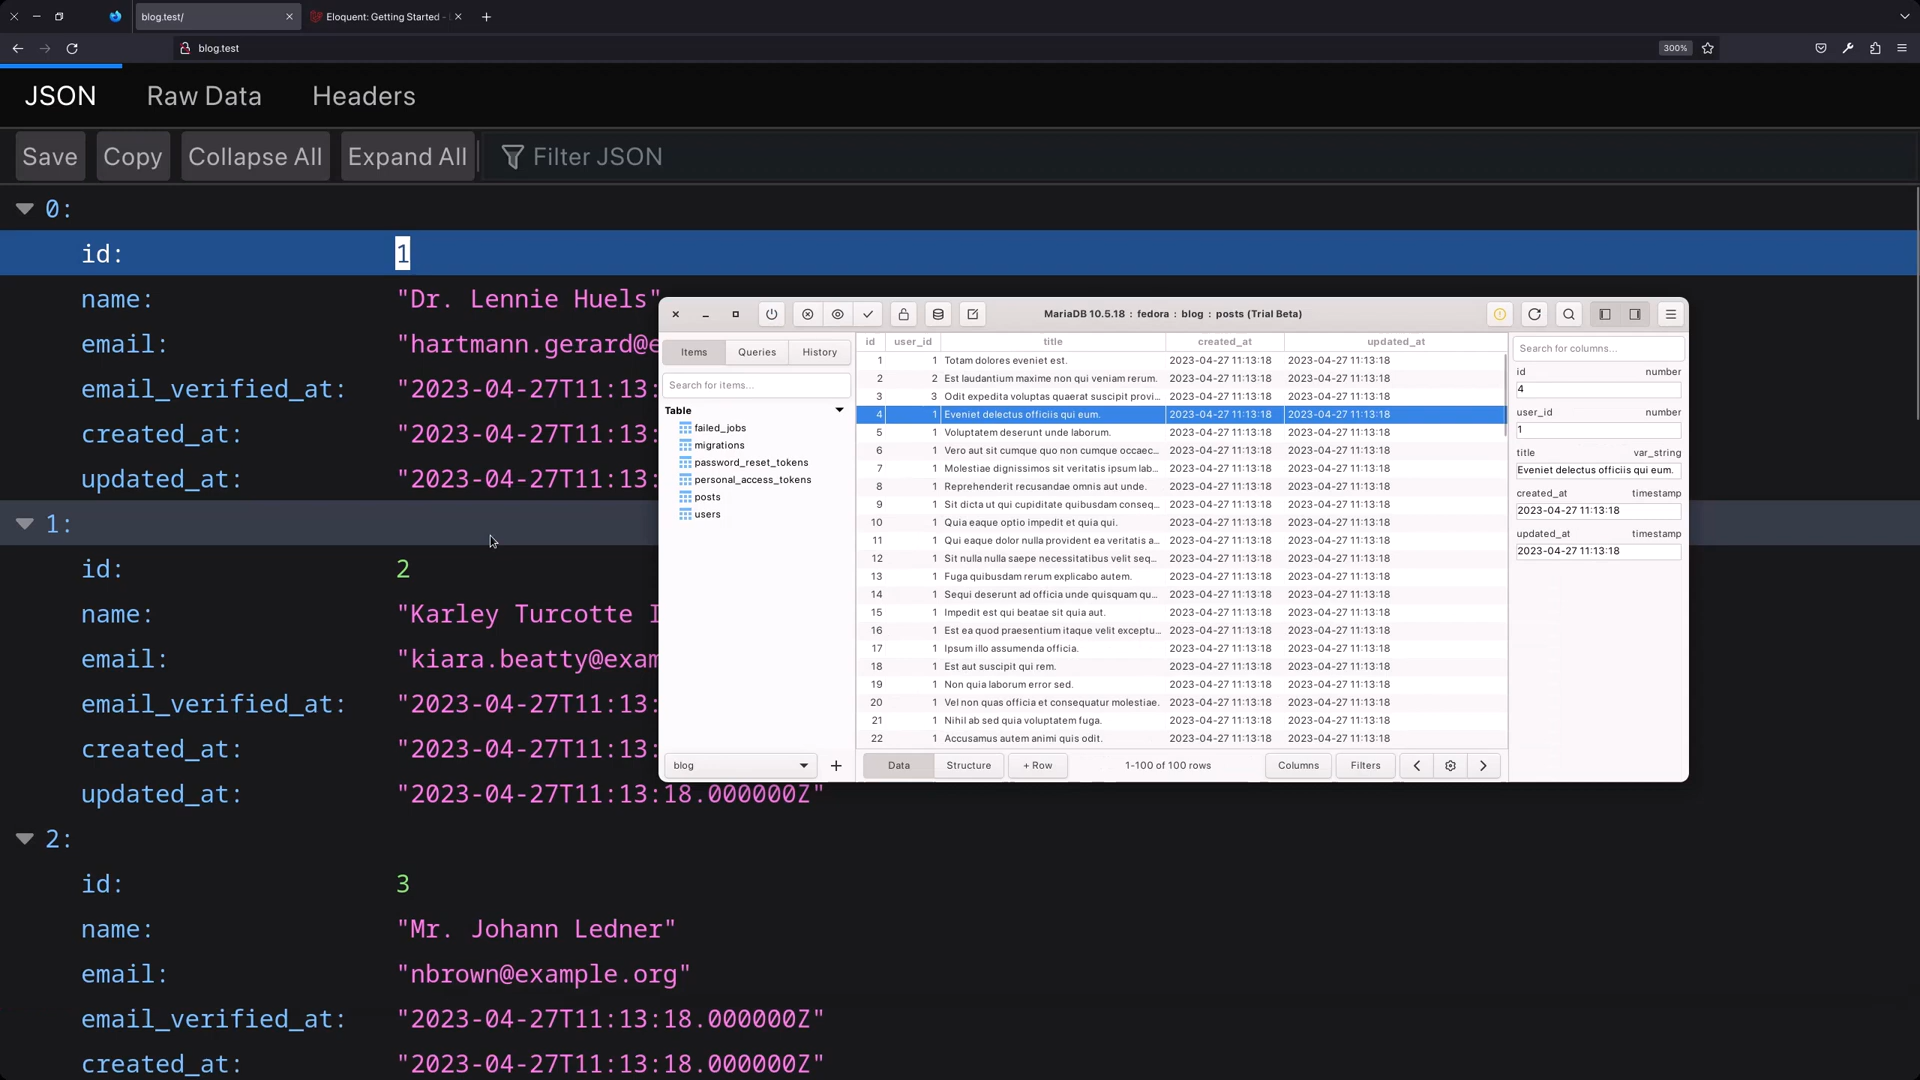 blog.test/
Eloquent: Getting Started -
blog.test
300%
JSON Raw Data Headers
Save Copy Collapse All Expand All Filter JSON
0:
id: 1
name: "Dr. Lennie Huels"
email: "hartmann.gerard@e
email_verified_at: "2023-04-27T11:13:
created_at: "2023-04-27T11:13:
updated_at: "2023-04-27T11:13:
1:
id: 2
name: "Karley Turcotte I
email: "kiara.beatty@exam
email_verified_at: "2023-04-27T11:13:
created_at: "2023-04-27T11:13:
updated_at: "2023-04-27T11:13:18.000000Z"
2:
id: 3
name: "Mr. Johann Ledner"
email: "nbrown@example.org"
email_verified_at: "2023-04-27T11:13:18.000000Z"
created_at: "2023-04-27T11:13:18.000000Z"
MariaDB 10.5.18 : fedora : blog : posts (Trial Beta)
Items Queries History
Search for items...
Table
failed_jobs
migrations
password_reset_tokens
personal_access_tokens
posts
users
blog
id user_id title created_at updated_at
1 1 Totam dolores eveniet est. 2023-04-27 11:13:18 2023-04-27 11:13:18
2 2 Est laudantium maxime non qui veniam rerum. 2023-04-27 11:13:18 2023-04-27 11:13:18
3 3 Odit expedita voluptas quaerat suscipit provi... 2023-04-27 11:13:18 2023-04-27 11:13:18
4 1 Eveniet delectus officiis qui eum. 2023-04-27 11:13:18 2023-04-27 11:13:18
5 1 Voluptatem deserunt unde laborum. 2023-04-27 11:13:18 2023-04-27 11:13:18
6 1 Vero aut sit cumque quo non cumque occaec... 2023-04-27 11:13:18 2023-04-27 11:13:18
7 1 Molestiae dignissimos sit veritatis ipsum lab... 2023-04-27 11:13:18 2023-04-27 11:13:18
8 1 Reprehenderit recusandae omnis aut unde. 2023-04-27 11:13:18 2023-04-27 11:13:18
9 1 Sit dicta ut qui cupiditate quibusdam conseq... 2023-04-27 11:13:18 2023-04-27 11:13:18
10 1 Quia eaque optio impedit et quia qui. 2023-04-27 11:13:18 2023-04-27 11:13:18
11 1 Qui eaque dolor nulla provident ea veritatis a... 2023-04-27 11:13:18 2023-04-27 11:13:18
12 1 Sit nulla nulla saepe necessitatibus velit seq... 2023-04-27 11:13:18 2023-04-27 11:13:18
13 1 Fuga quibusdam rerum explicabo autem. 2023-04-27 11:13:18 2023-04-27 11:13:18
14 1 Sequi deserunt ad officia unde quisquam qu... 2023-04-27 11:13:18 2023-04-27 11:13:18
15 1 Impedit est qui beatae sit quia aut. 2023-04-27 11:13:18 2023-04-27 11:13:18
16 1 Est ea quod praesentium itaque velit exceptu... 2023-04-27 11:13:18 2023-04-27 11:13:18
17 1 Ipsum illo assumenda officia. 2023-04-27 11:13:18 2023-04-27 11:13:18
18 1 Est aut suscipit qui rem. 2023-04-27 11:13:18 2023-04-27 11:13:18
19 1 Non quia laborum error sed. 2023-04-27 11:13:18 2023-04-27 11:13:18
20 1 Vel non quas officia et consequatur molestiae. 2023-04-27 11:13:18 2023-04-27 11:13:18
21 1 Nihil ab sed quia voluptatem fuga. 2023-04-27 11:13:18 2023-04-27 11:13:18
22 1 Accusamus autem animi quis odit. 2023-04-27 11:13:18 2023-04-27 11:13:18
Data Structure + Row 1-100 of 100 rows Columns Filters
Search for columns...
id number
4
user_id number
1
title var_string
Eveniet delectus officiis qui eum.
created_at timestamp
2023-04-27 11:13:18
updated_at timestamp
2023-04-27 11:13:18